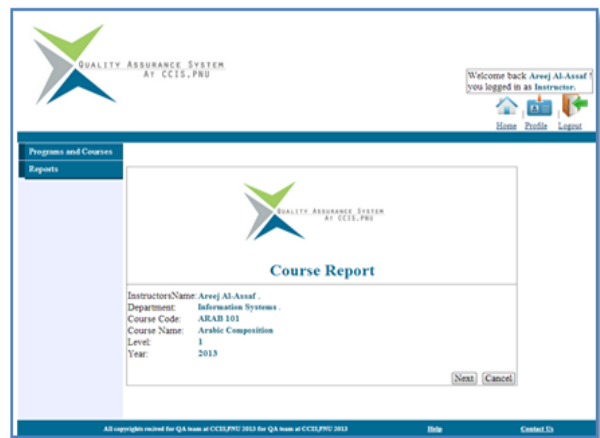 QUALITY ASSURANCE SYSTEM
AT CCIS,PNU
Welcome back Areej Al-Assaf !
you logged in as Instructor.
Home Profile Logout
Programs and Courses
Reports
QUALITY ASSURANCE SYSTEM
AT CCIS,PNU
Course Report
InstructorsName: Areej Al-Assaf .
Department: Information Systems .
Course Code: ARAB 101
Course Name: Arabic Composition
Level: 1
Year: 2013
Next Cancel
All copyrights recived for QA team at CCIS,PNU 2013 for QA team at CCIS,PNU 2013 Help Contact Us